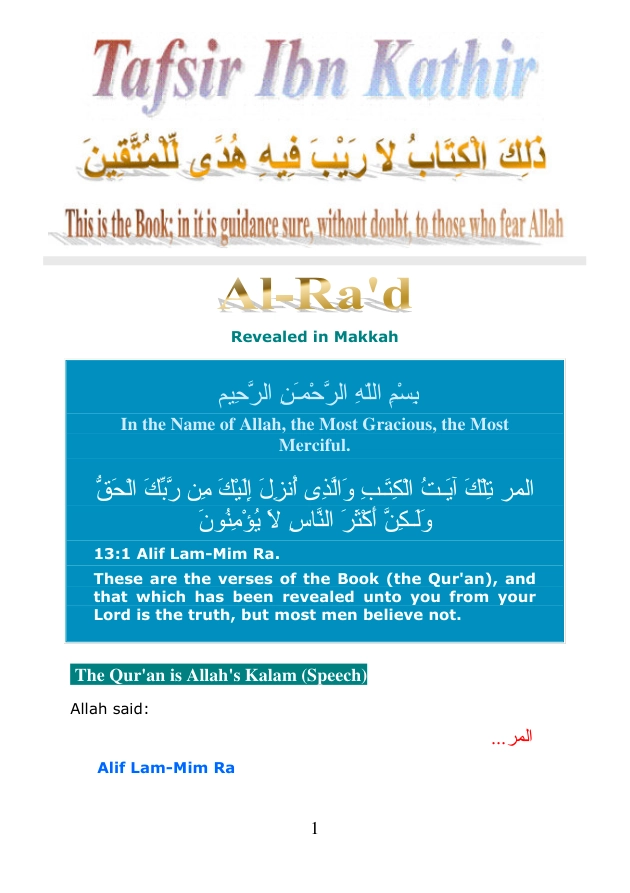 Tafsir Ibn Kathir
ذَلِكَ الْكِتَابُ لاَ رَيْبَ فِيهِ هُدًى لِّلْمُتَّقِينَ
This is the Book; in it is guidance sure, without doubt, to those who fear Allah
Al-Ra'd
Revealed in Makkah
بِسْمِ اللَّهِ الرَّحْمَـنِ الرَّحِيمِ
In the Name of Allah, the Most Gracious, the Most
Merciful.
المر تِلْكَ آيَـتُ الْكِتَـبِ وَالَّذِى أُنزِلَ إِلَيْكَ مِن رَّبِّكَ الْحَقُّ
وَلَـكِنَّ أَكْثَرَ النَّاسِ لاَ يُؤْمِنُونَ
13:1 Alif Lam-Mim Ra.
These are the verses of the Book (the Qur'an), and
that which has been revealed unto you from your
Lord is the truth, but most men believe not.
The Qur'an is Allah's Kalam (Speech)
Allah said:
المر...
Alif Lam-Mim Ra
1